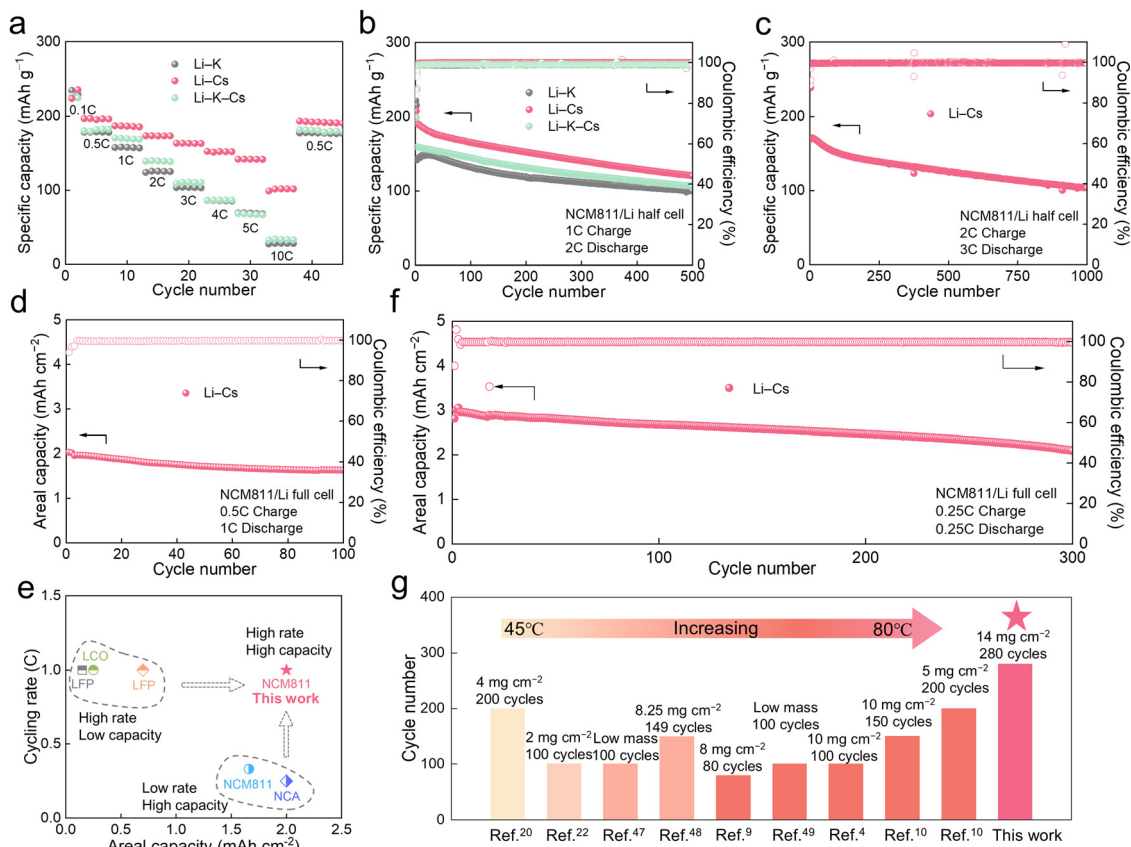 a
Specific capacity (mAh g⁻¹)
300
200
100
0
0.1C
0.5C
1C
2C
3C
4C
5C
10C
0.5C
Li–K
Li–Cs
Li–K–Cs
0 10 20 30 40
Cycle number
b
Specific capacity (mAh g⁻¹)
300
200
100
0
Li–K
Li–Cs
Li–K–Cs
NCM811/Li half cell
1C Charge
2C Discharge
0 100 200 300 400 500
Cycle number
100
80
60
40
20
0
Coulombic efficiency (%)
c
Specific capacity (mAh g⁻¹)
300
200
100
0
Li–Cs
NCM811/Li half cell
2C Charge
3C Discharge
0 250 500 750 1000
Cycle number
100
80
60
40
20
0
Coulombic efficiency (%)
d
Areal capacity (mAh cm⁻²)
5
4
3
2
1
0
Li–Cs
NCM811/Li full cell
0.5C Charge
1C Discharge
0 20 40 60 80 100
Cycle number
100
80
60
40
20
0
Coulombic efficiency (%)
f
Areal capacity (mAh cm⁻²)
5
4
3
2
1
0
Li–Cs
NCM811/Li full cell
0.25C Charge
0.25C Discharge
0 100 200 300
Cycle number
100
80
60
40
20
0
Coulombic efficiency (%)
e
Cycling rate (C)
1.5
1.0
0.5
0.0
LCO
LFP
LFP
High rate
Low capacity
High rate
High capacity
NCM811
This work
Low rate
High capacity
NCM811
NCA
0.0 0.5 1.0 1.5 2.0 2.5
Areal capacity (mAh cm⁻²)
g
Cycle number
400
300
200
100
0
45℃ Increasing 80℃
4 mg cm⁻²
200 cycles
2 mg cm⁻²
100 cycles
Low mass
100 cycles
8.25 mg cm⁻²
149 cycles
8 mg cm⁻²
80 cycles
Low mass
100 cycles
10 mg cm⁻²
100 cycles
10 mg cm⁻²
150 cycles
5 mg cm⁻²
200 cycles
14 mg cm⁻²
280 cycles
Ref.²⁰ Ref.²² Ref.⁴⁷ Ref.⁴⁸ Ref.⁹ Ref.⁴⁹ Ref.⁴ Ref.¹⁰ Ref.¹⁰ This work